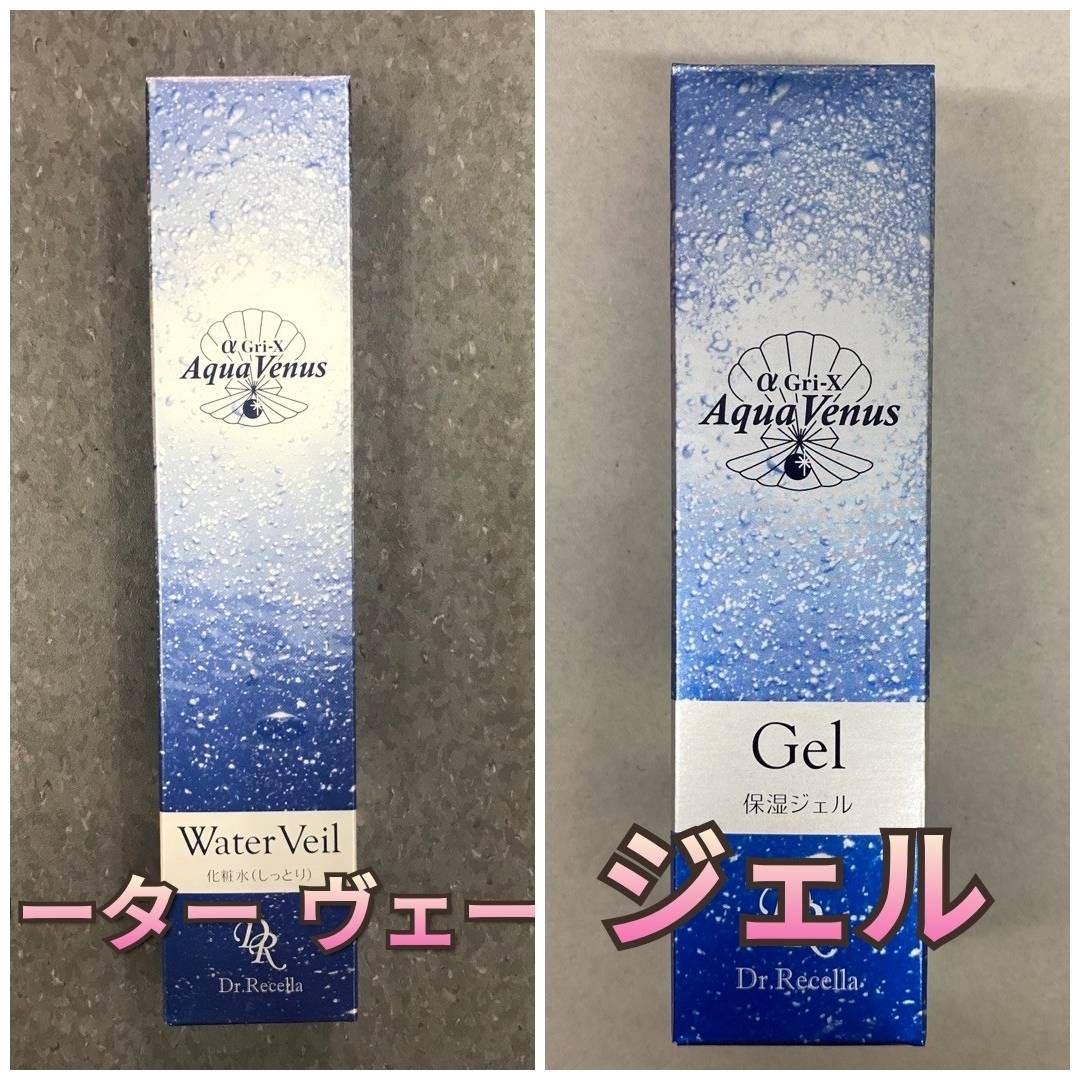 α Gri-X
AquaVenus
Water Veil
化粧水(しっとり)
ーター ヴェー
DR
Dr.Recella
α Gri-X
AquaVenus
Gel
保湿ジェル
ジェル
Dr.Recella